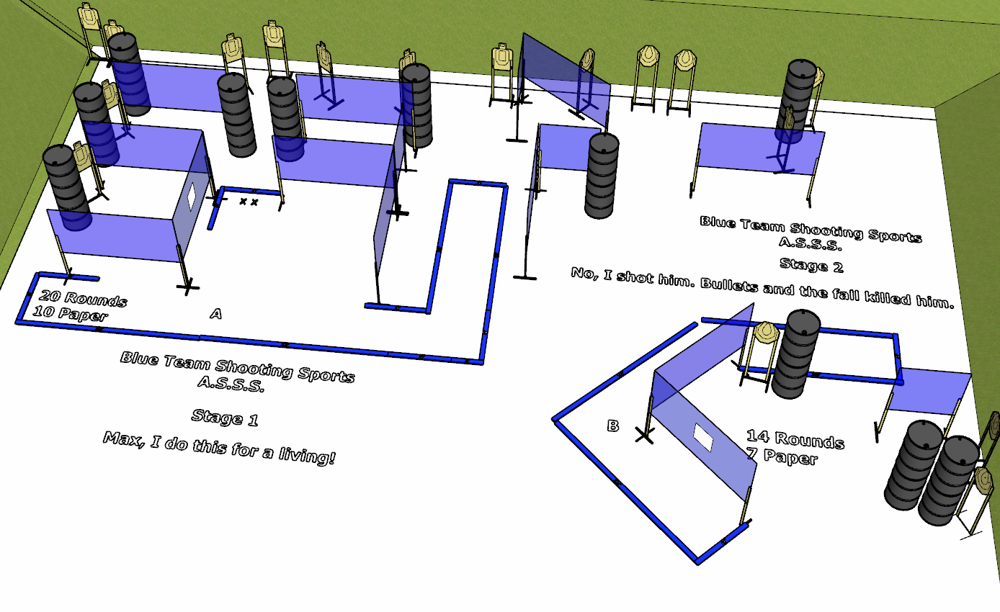 20 Rounds
10 Paper
A
x x
Blue Team Shooting Sports
A.S.S.S.
Stage 1
Max, I do this for a living!
Blue Team Shooting Sports
A.S.S.S.
Stage 2
No, I shot him. Bullets and the fall killed him.
B
14 Rounds
7 Paper